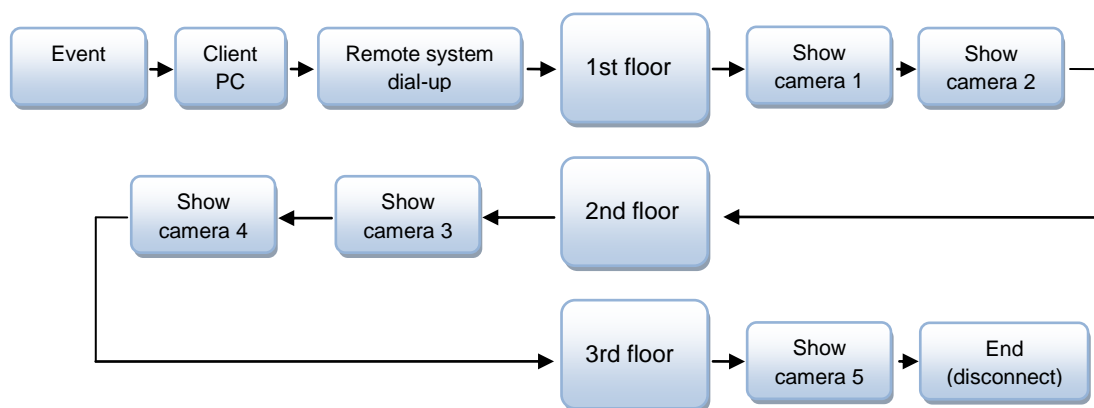 Event
Client
PC
Remote system
dial-up
1st floor
Show
camera 1
Show
camera 2
2nd floor
Show
camera 3
Show
camera 4
3rd floor
Show
camera 5
End
(disconnect)